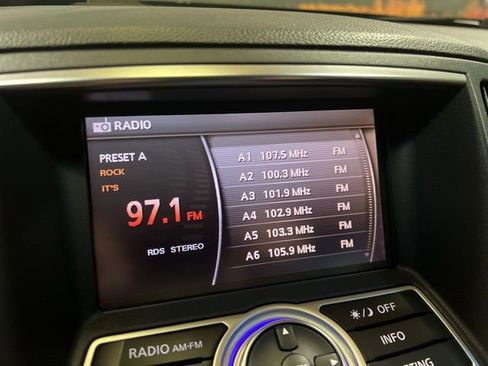 RADIO
PRESET A
ROCK
IT'S
97.1 FM
RDS STEREO
A1 107.5 MHz FM
A2 100.3 MHz FM
A3 101.9 MHz FM
A4 102.9 MHz FM
A5 103.3 MHz FM
A6 105.9 MHz FM
OFF
RADIO AM-FM
INFO